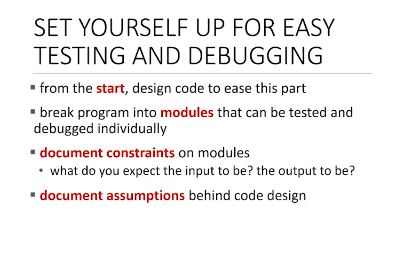 SET YOURSELF UP FOR EASY
TESTING AND DEBUGGING
▪ from the start, design code to ease this part
▪ break program into modules that can be tested and
debugged individually
▪ document constraints on modules
• what do you expect the input to be? the output to be?
▪ document assumptions behind code design